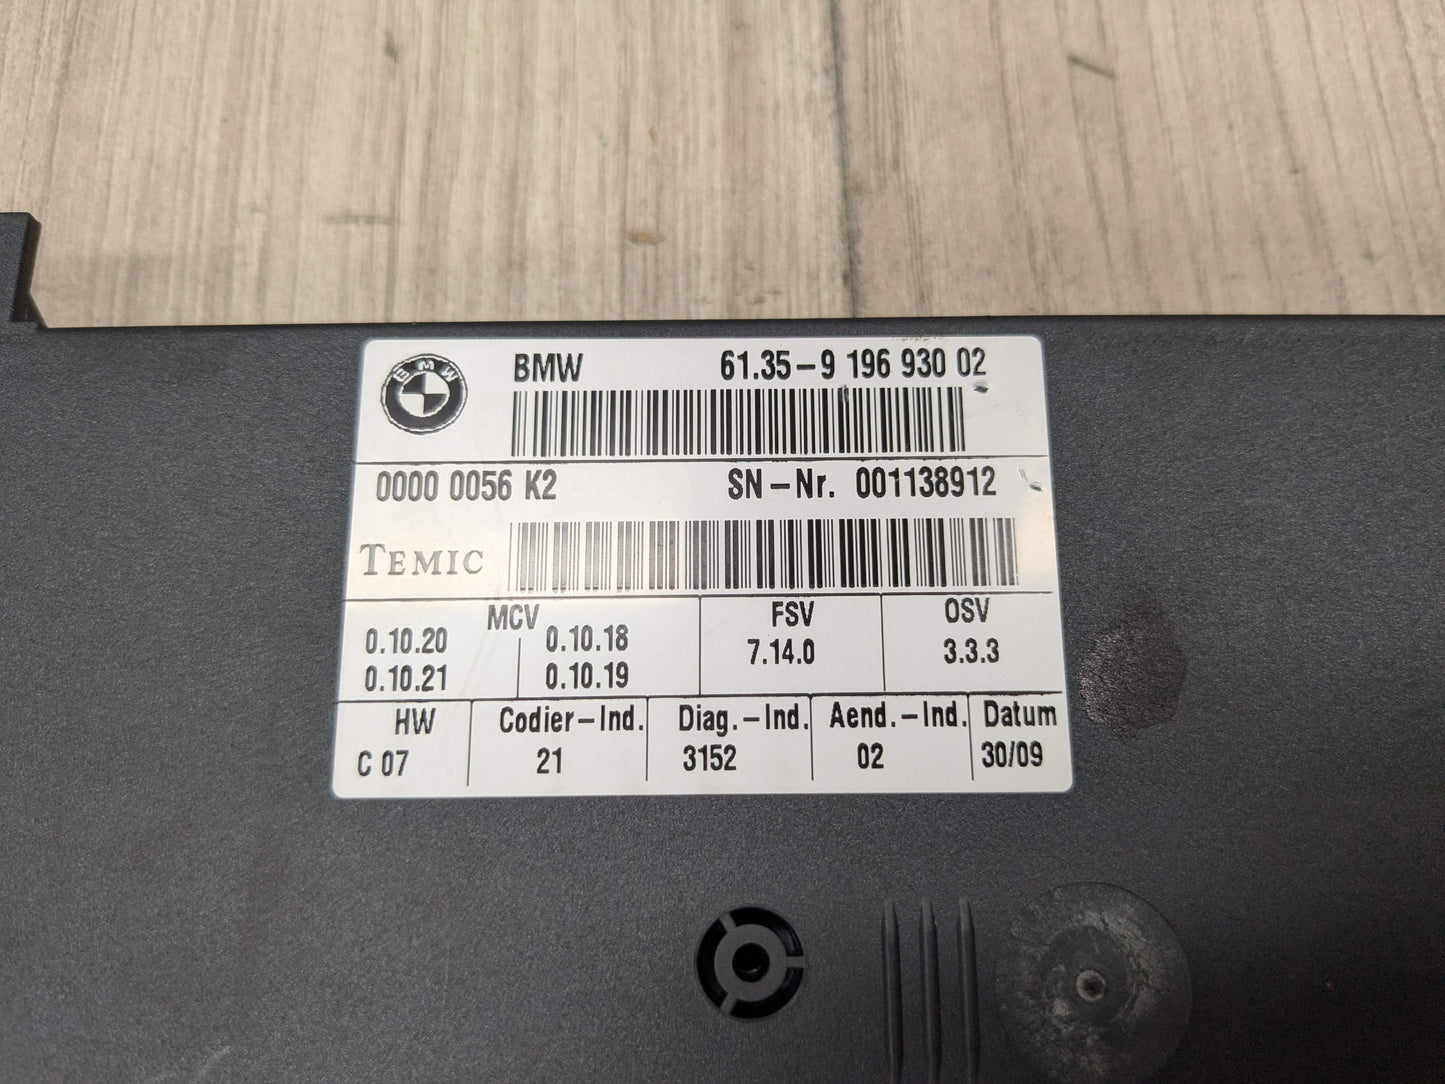 BMW
BMW 61.35-9 196 930 02
0000 0056 K2 SN-Nr. 001138912
TEMIC
MCV FSV OSV
0.10.20 0.10.18 7.14.0 3.3.3
0.10.21 0.10.19
HW Codier-Ind. Diag.-Ind. Aend.-Ind. Datum
C 07 21 3152 02 30/09